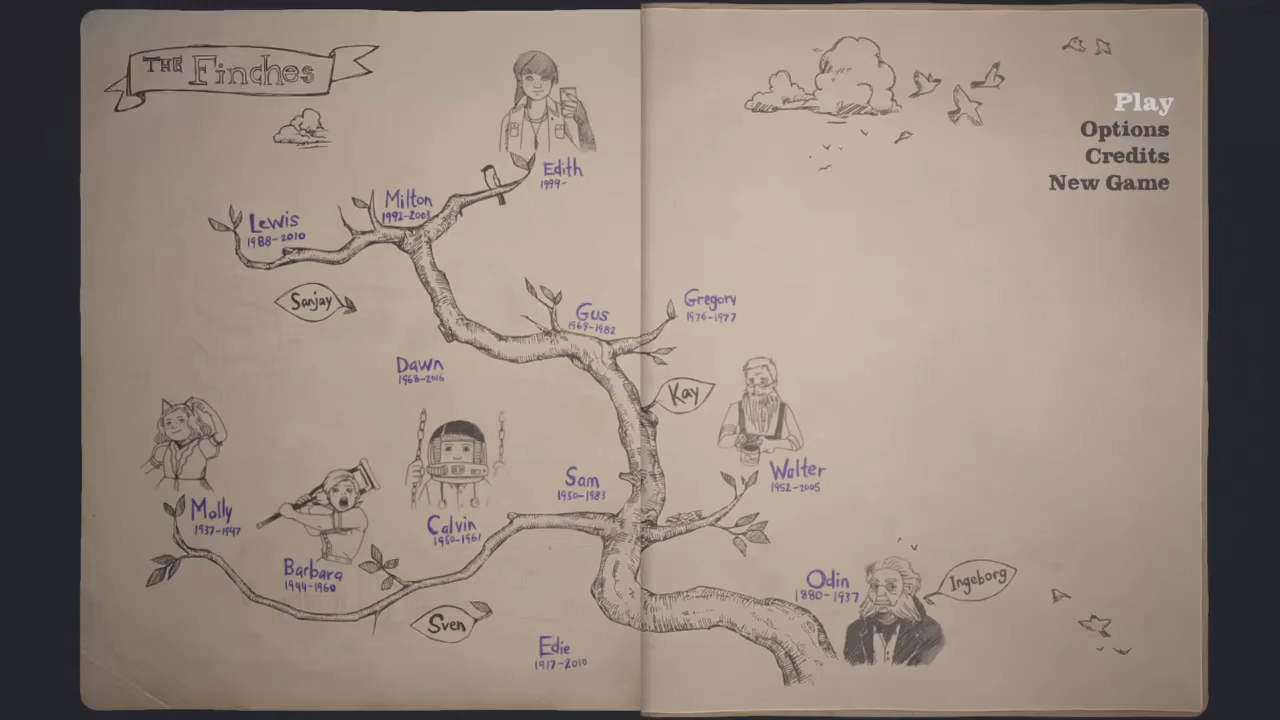 THE Finches
Play
Options
Credits
New Game
Edith
1999-
Milton
1992-2003
Lewis
1988-2010
Sanjay
Gus
1969-1982
Gregory
1976-1977
Dawn
1968-2016
Kay
Sam
1950-1983
Walter
1952-2005
Molly
1937-1947
Calvin
1950-1961
Barbara
1944-1960
Sven
Odin
1880-1937
Ingeborg
Edie
1917-2010